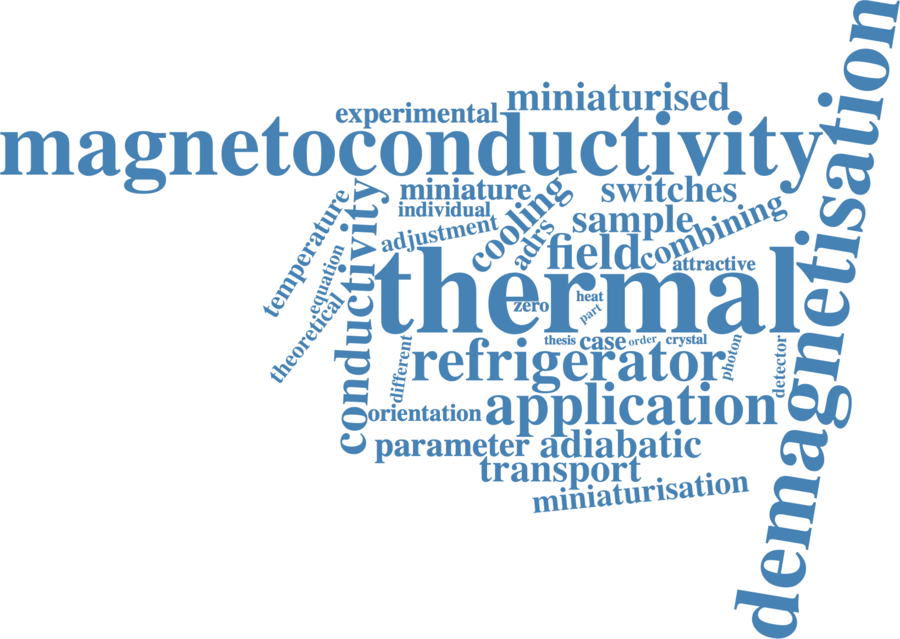 demagnetisation
miniaturised
experimental
magnetoconductivity
miniature
switches
individual
cooling
temperature
conductivity
sample
combining
adjustment
adrs
field
equation
attractive
thermal
theoretical
zero
heat
part
thesis
case
order
crystal
photon
detector
different
refrigerator
orientation
application
parameter
adiabatic
transport
miniaturisation